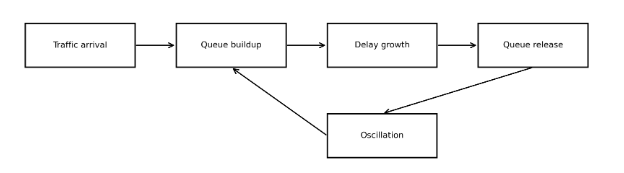 Traffic arrival
Queue buildup
Delay growth
Queue release
Oscillation